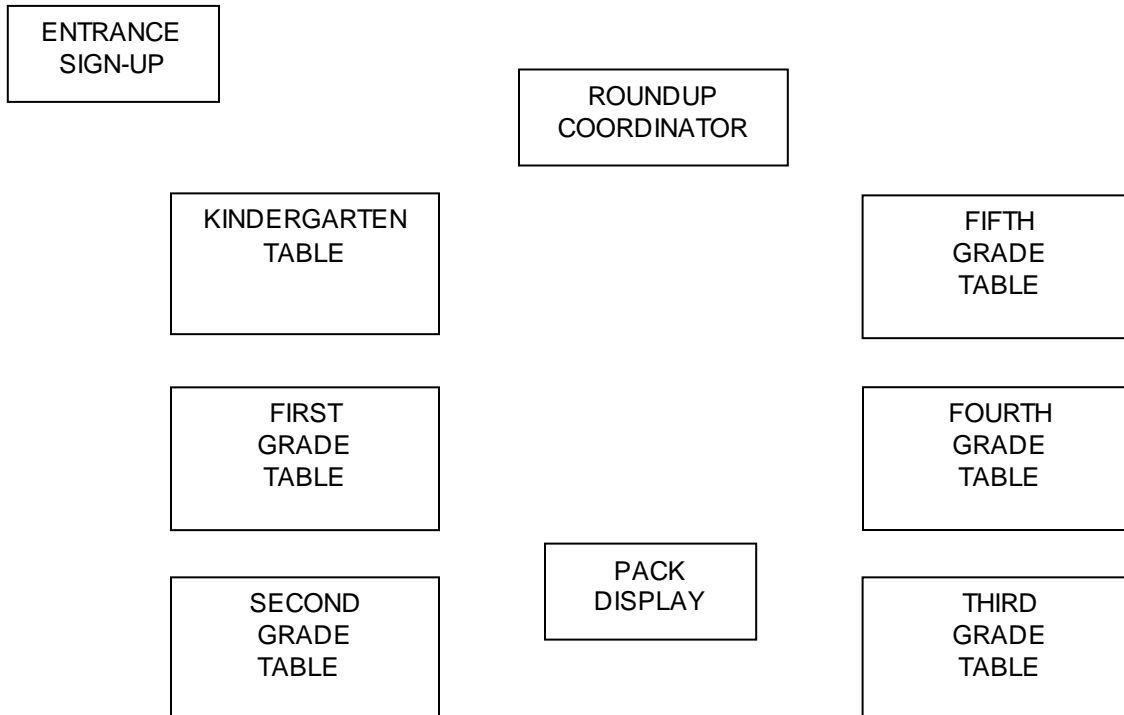 ENTRANCE
SIGN-UP
ROUNDUP
COORDINATOR
KINDERGARTEN
TABLE
FIFTH
GRADE
TABLE
FIRST
GRADE
TABLE
FOURTH
GRADE
TABLE
PACK
DISPLAY
SECOND
GRADE
TABLE
THIRD
GRADE
TABLE